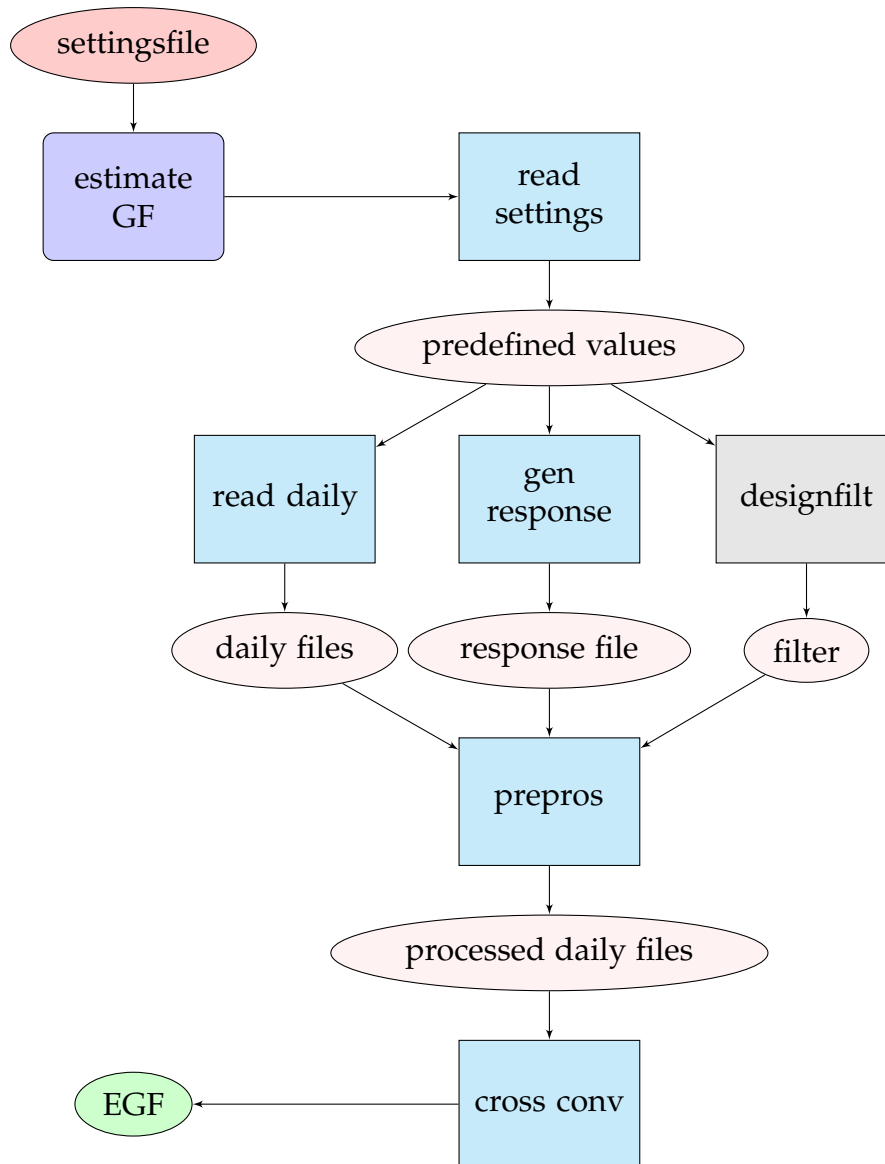 settingsfile
estimate
GF
read
settings
predefined values
read daily
gen
response
designfilt
daily files
response file
filter
prepros
processed daily files
cross conv
EGF